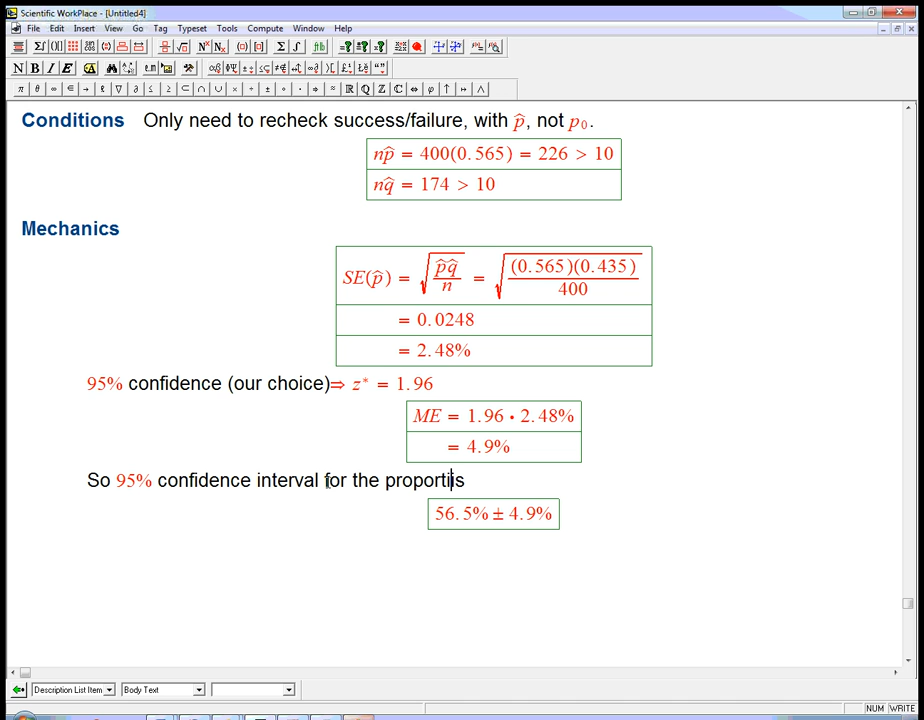 Scientific WorkPlace - [Untitled4]
File Edit Insert View Go Tag Typeset Tools Compute Window Help
Conditions Only need to recheck success/failure, with p̂, not p₀.
np̂ = 400(0.565) = 226 > 10
nq̂ = 174 > 10
Mechanics
SE(p̂) = √(p̂q̂/n) = √((0.565)(0.435)/400)
= 0.0248
= 2.48%
95% confidence (our choice)⇒ z* = 1.96
ME = 1.96 • 2.48%
= 4.9%
So 95% confidence interval for the proportiis
56.5% ± 4.9%
Description List Item Body Text
NUM WRITE